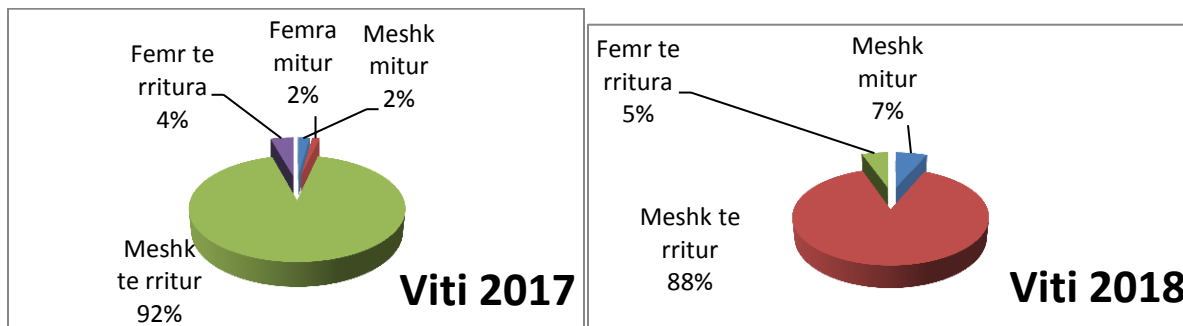 Femr te
rritura
4%
Femra
mitur
2%
Meshk
mitur
2%
Meshk
te rritur
92%
Viti 2017
Femr te
rritura
5%
Meshk
mitur
7%
Meshk te
rritur
88%
Viti 2018